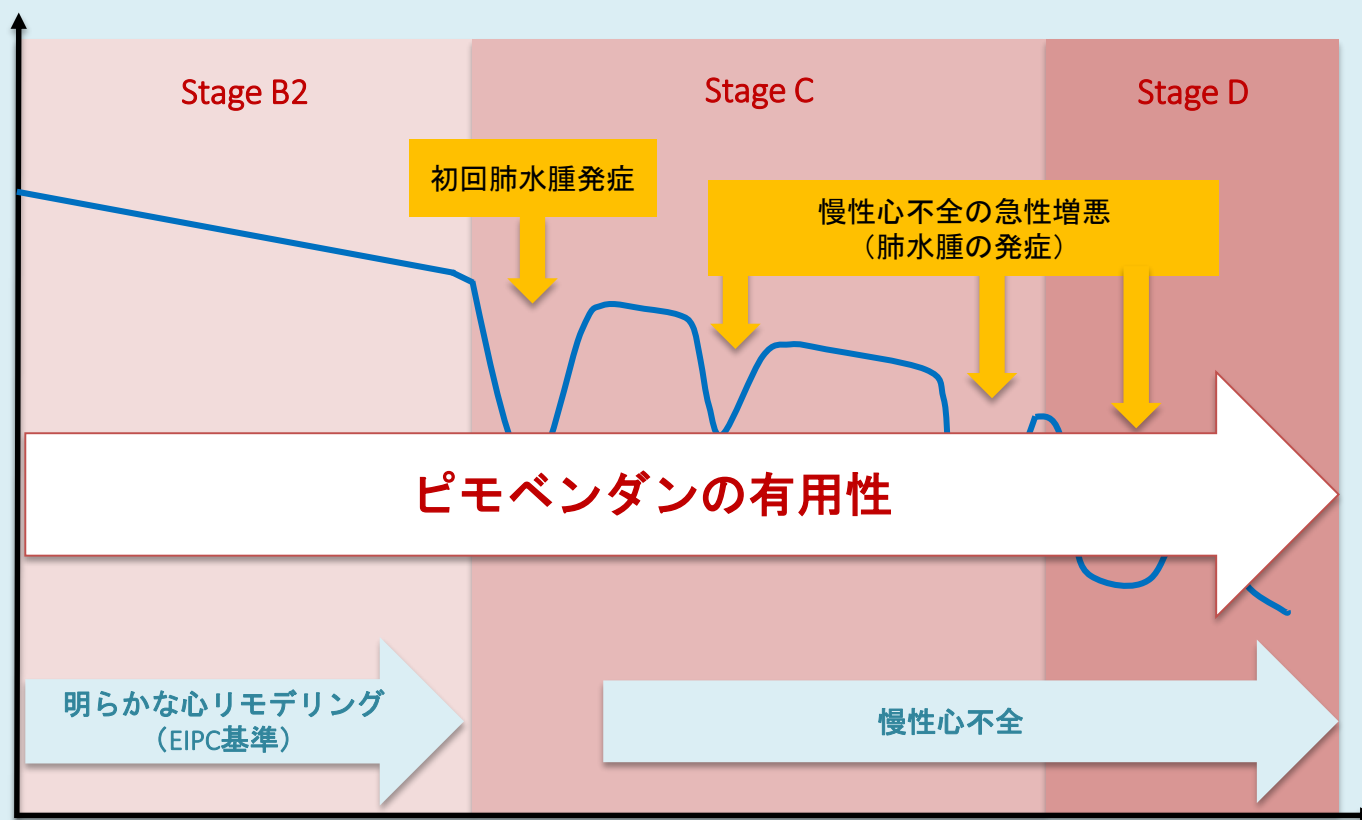 Stage B2
Stage C
Stage D
初回肺水腫発症
慢性心不全の急性増悪
（肺水腫の発症）
ピモベンダンの有用性
明らかな心リモデリング
（EIPC基準）
慢性心不全